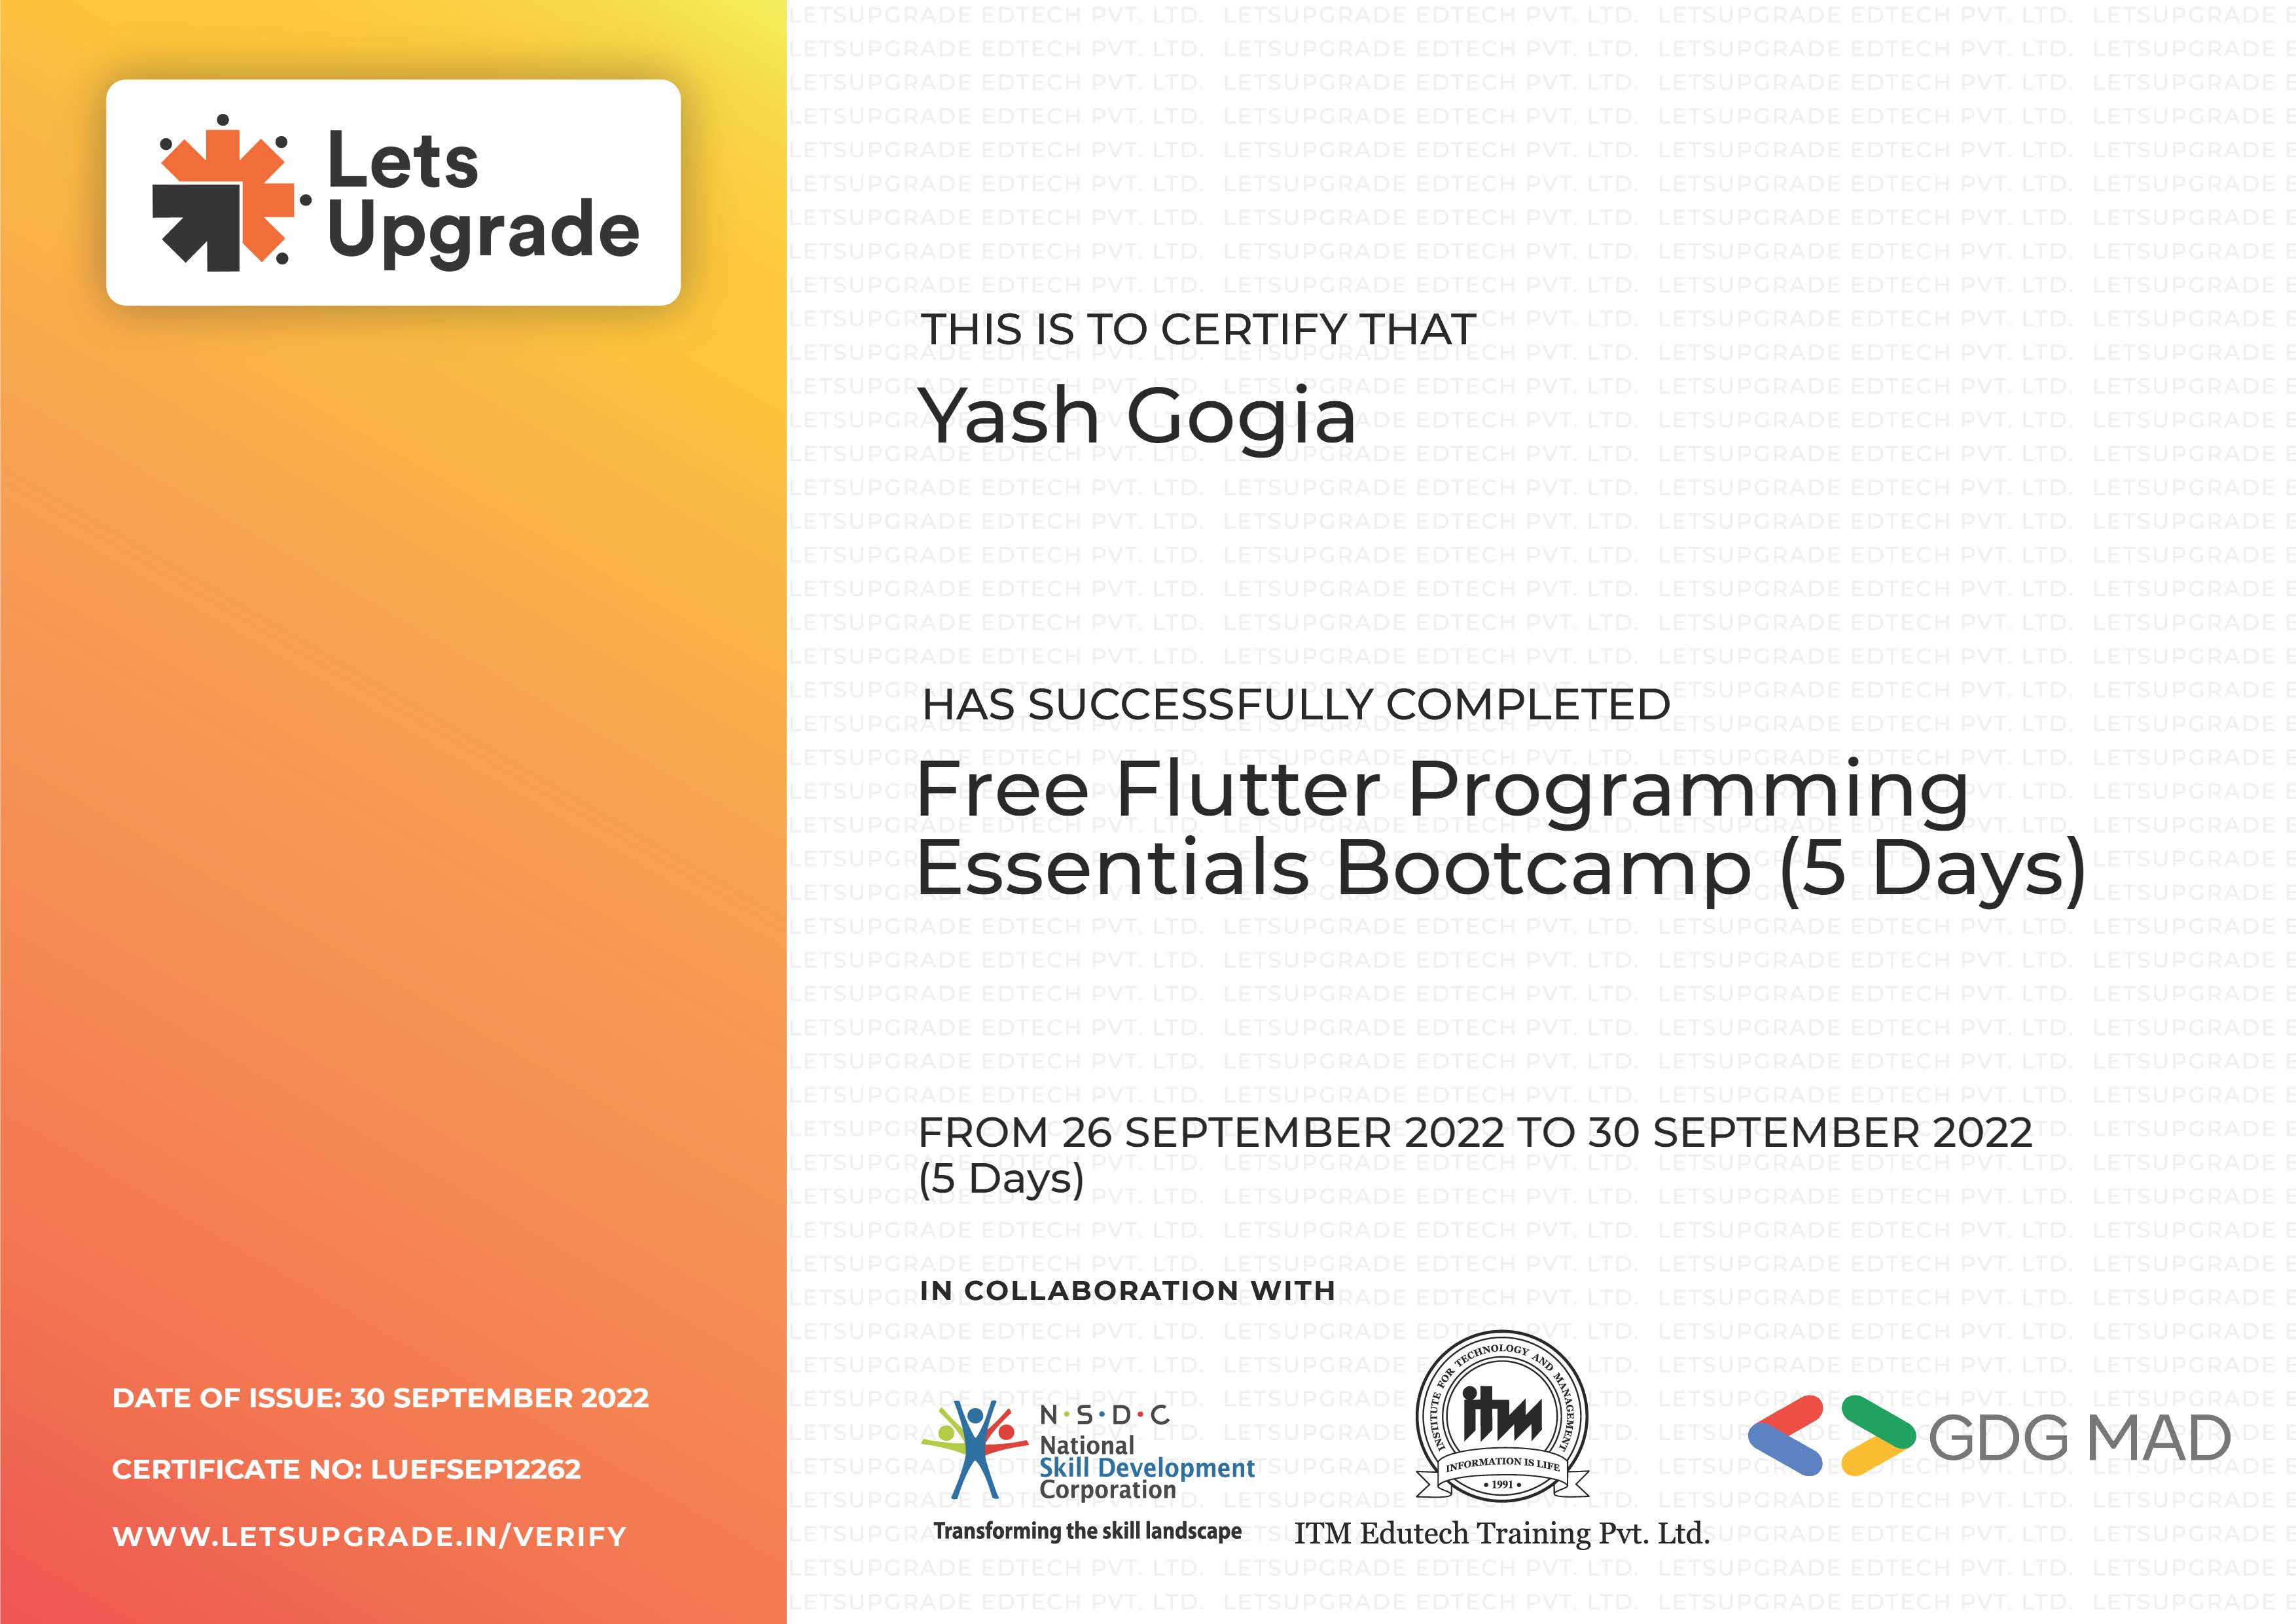 Lets
Upgrade
THIS IS TO CERTIFY THAT
Yash Gogia
HAS SUCCESSFULLY COMPLETED
Free Flutter Programming
Essentials Bootcamp (5 Days)
FROM 26 SEPTEMBER 2022 TO 30 SEPTEMBER 2022
(5 Days)
IN COLLABORATION WITH
N·S·D·C
National
Skill Development
Corporation
Transforming the skill landscape
INSTITUTE FOR TECHNOLOGY AND MANAGEMENT
itm
INFORMATION IS LIFE
• 1991 •
ITM Edutech Training Pvt. Ltd.
GDG MAD
DATE OF ISSUE: 30 SEPTEMBER 2022
CERTIFICATE NO: LUEFSEP12262
WWW.LETSUPGRADE.IN/VERIFY
LETSUPGRADE EDTECH PVT. LTD.